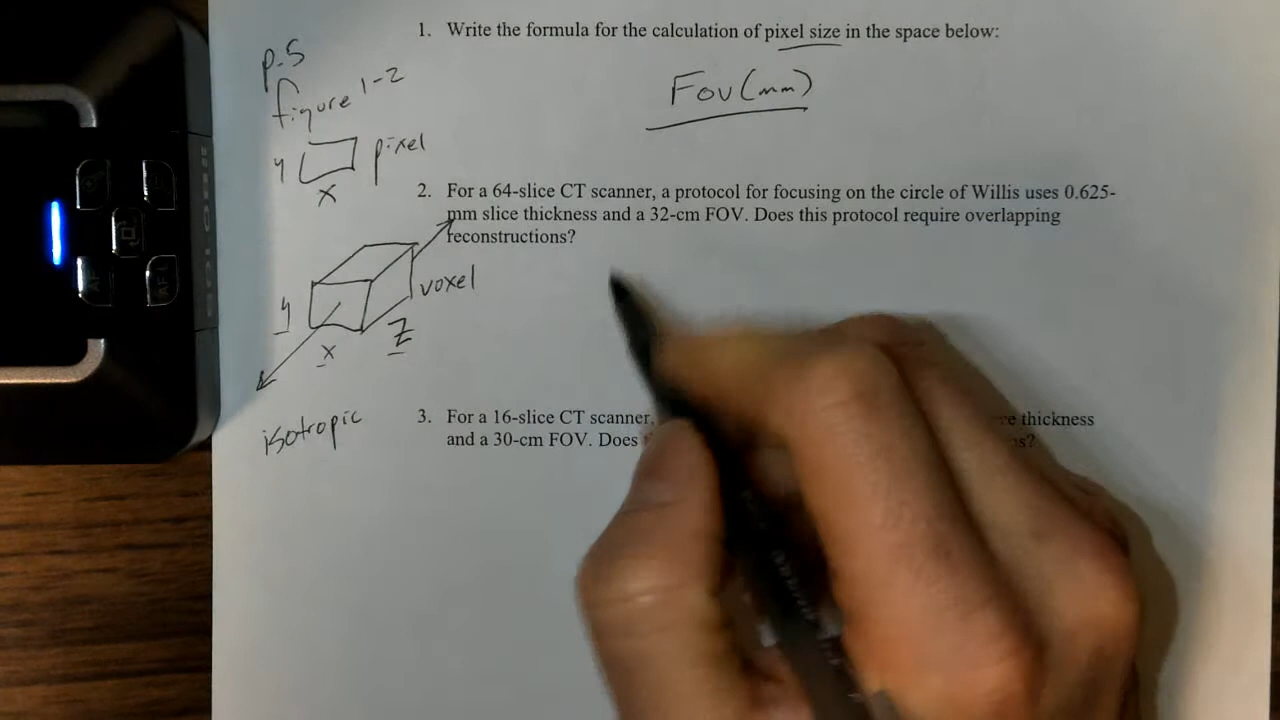 1. Write the formula for the calculation of pixel size in the space below:
p.5
figure 1-2
Fov(mm)
y pixel
x
2. For a 64-slice CT scanner, a protocol for focusing on the circle of Willis uses 0.625-
mm slice thickness and a 32-cm FOV. Does this protocol require overlapping
reconstructions?
voxel
y
x
z
isotropic
3. For a 16-slice CT scanner, thickness
and a 30-cm FOV. Does